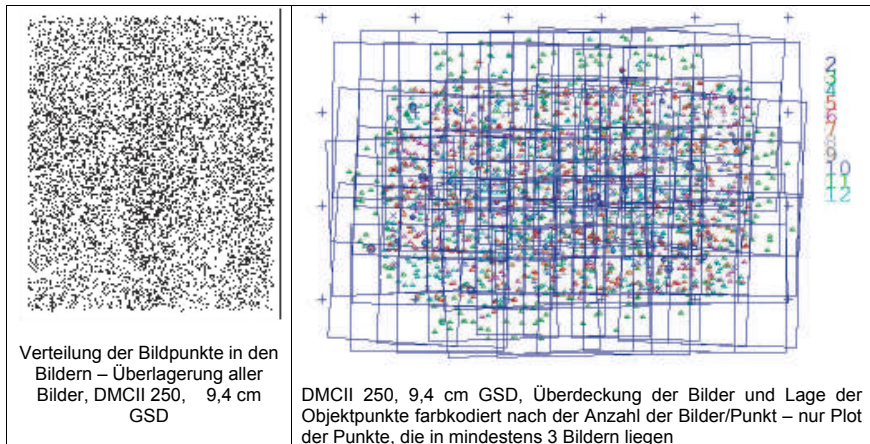 2
3
4
5
6
7
8
9
10
11
12
Verteilung der Bildpunkte in den
Bildern – Überlagerung aller
Bilder, DMCII 250, 9,4 cm
GSD
DMCII 250, 9,4 cm GSD, Überdeckung der Bilder und Lage der
Objektpunkte farbkodiert nach der Anzahl der Bilder/Punkt – nur Plot
der Punkte, die in mindestens 3 Bildern liegen